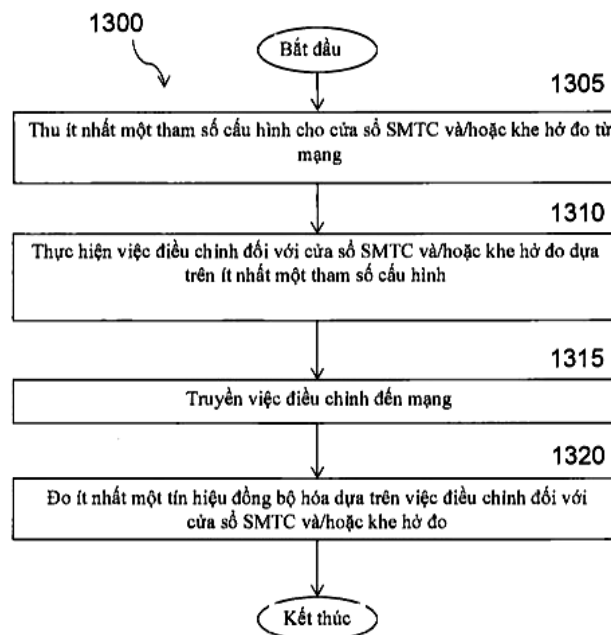 1300
Bắt đầu
1305
Thu ít nhất một tham số cấu hình cho cửa sổ SMTC và/hoặc khe hở đo từ
mạng
1310
Thực hiện việc điều chỉnh đối với cửa sổ SMTC và/hoặc khe hở đo dựa
trên ít nhất một tham số cấu hình
1315
Truyền việc điều chỉnh đến mạng
1320
Đo ít nhất một tín hiệu đồng bộ hóa dựa trên việc điều chỉnh đối với
cửa sổ SMTC và/hoặc khe hở đo
Kết thúc